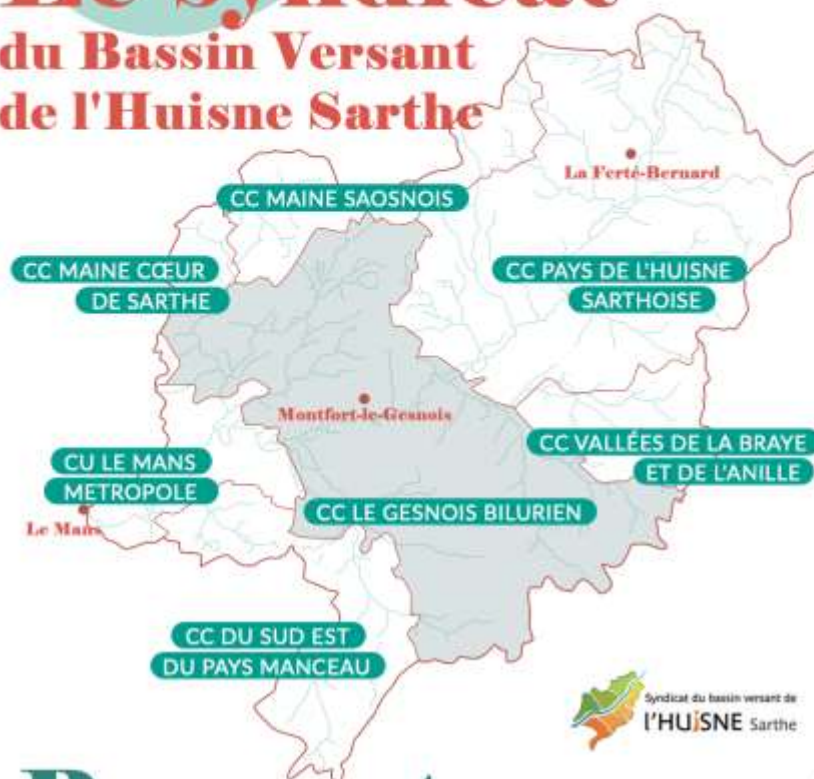 Le Syndicat
du Bassin Versant
de l'Huisne Sarthe
La Ferté-Bernard
CC MAINE SAOSNOIS
CC MAINE CŒUR
DE SARTHE
CC PAYS DE L'HUISNE
SARTHOISE
Montfort-le-Gesnois
CC VALLÉES DE LA BRAYE
ET DE L'ANILLE
CU LE MANS
METROPOLE
Le Mans
CC LE GESNOIS BILURIEN
CC DU SUD EST
DU PAYS MANCEAU
Syndicat du bassin versant de
l'HUiSNE Sarthe